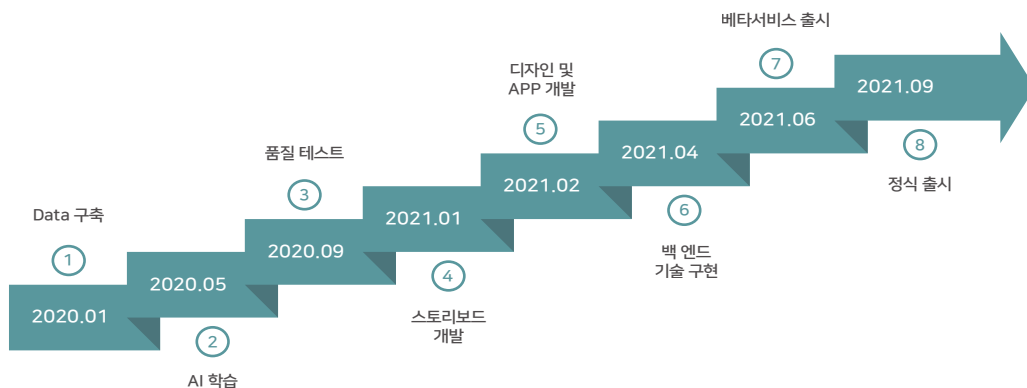 Data 구축
1
2020.01
2020.05
2
AI 학습
품질 테스트
3
2020.09
2021.01
4
스토리보드
개발
디자인 및
APP 개발
5
2021.02
2021.04
6
백 엔드
기술 구현
베타서비스 출시
7
2021.06
2021.09
8
정식 출시